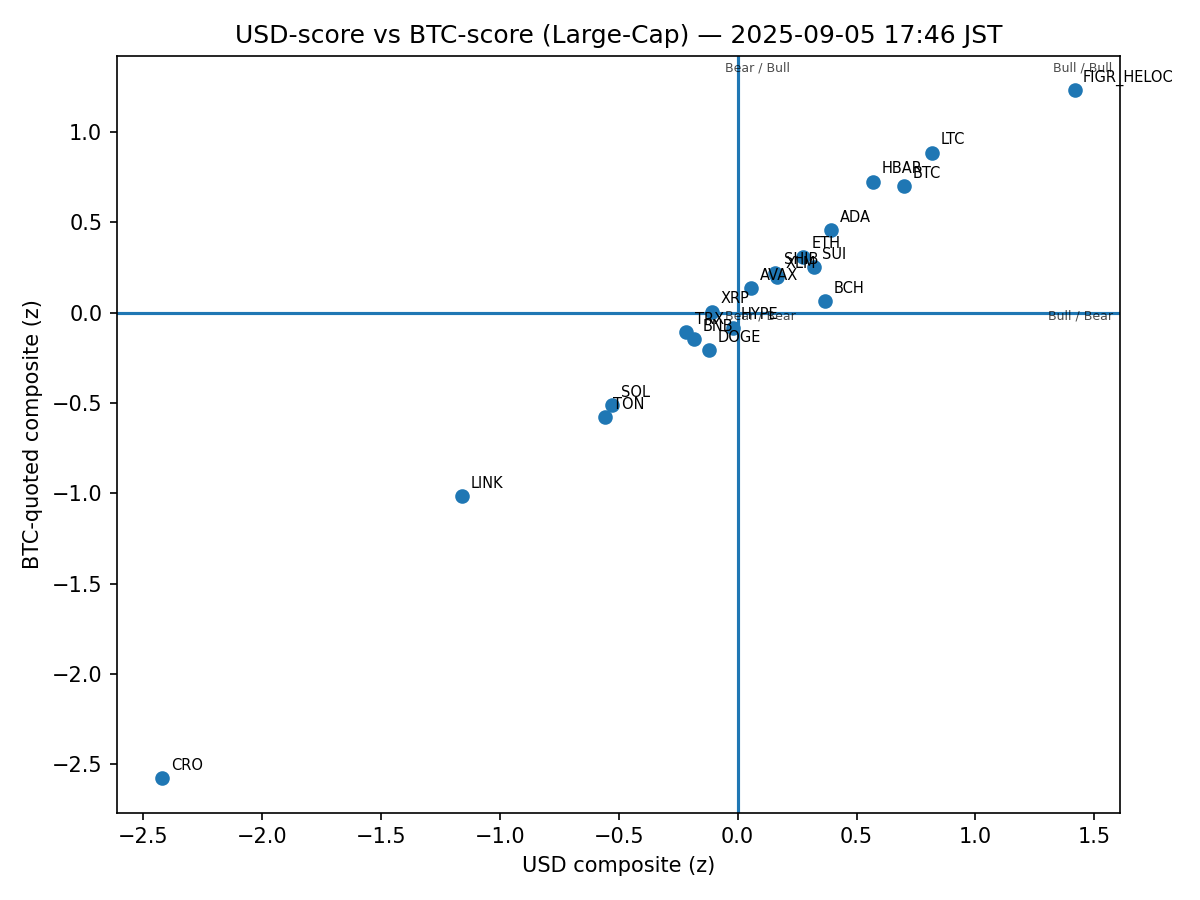 USD-score vs BTC-score (Large-Cap) — 2025-09-05 17:46 JST
Bear / Bull
Bull / Bull
FIGR_HELOC
LTC
HBAR
BTC
ADA
ETH
SUI
SHIB
XLM
AVAX
BCH
XRP
HYPE
Bear / Bear
Bull / Bear
TRX
BNB
DOGE
SOL
TON
LINK
CRO
1.0
0.5
0.0
−0.5
−1.0
−1.5
−2.0
−2.5
BTC-quoted composite (z)
−2.5 −2.0 −1.5 −1.0 −0.5 0.0 0.5 1.0 1.5
USD composite (z)